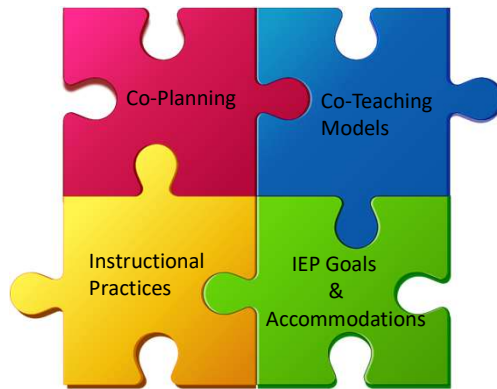 Co-Planning
Co-Teaching
Models
Instructional
Practices
IEP Goals
&
Accommodations